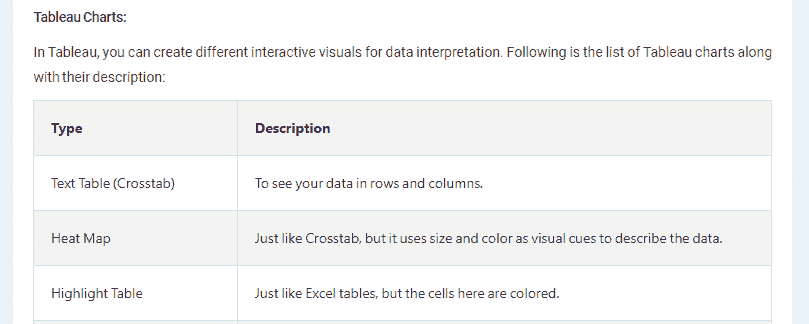 Tableau Charts:
In Tableau, you can create different interactive visuals for data interpretation. Following is the list of Tableau charts along
with their description:
Type Description
Text Table (Crosstab) To see your data in rows and columns.
Heat Map Just like Crosstab, but it uses size and color as visual cues to describe the data.
Highlight Table Just like Excel tables, but the cells here are colored.